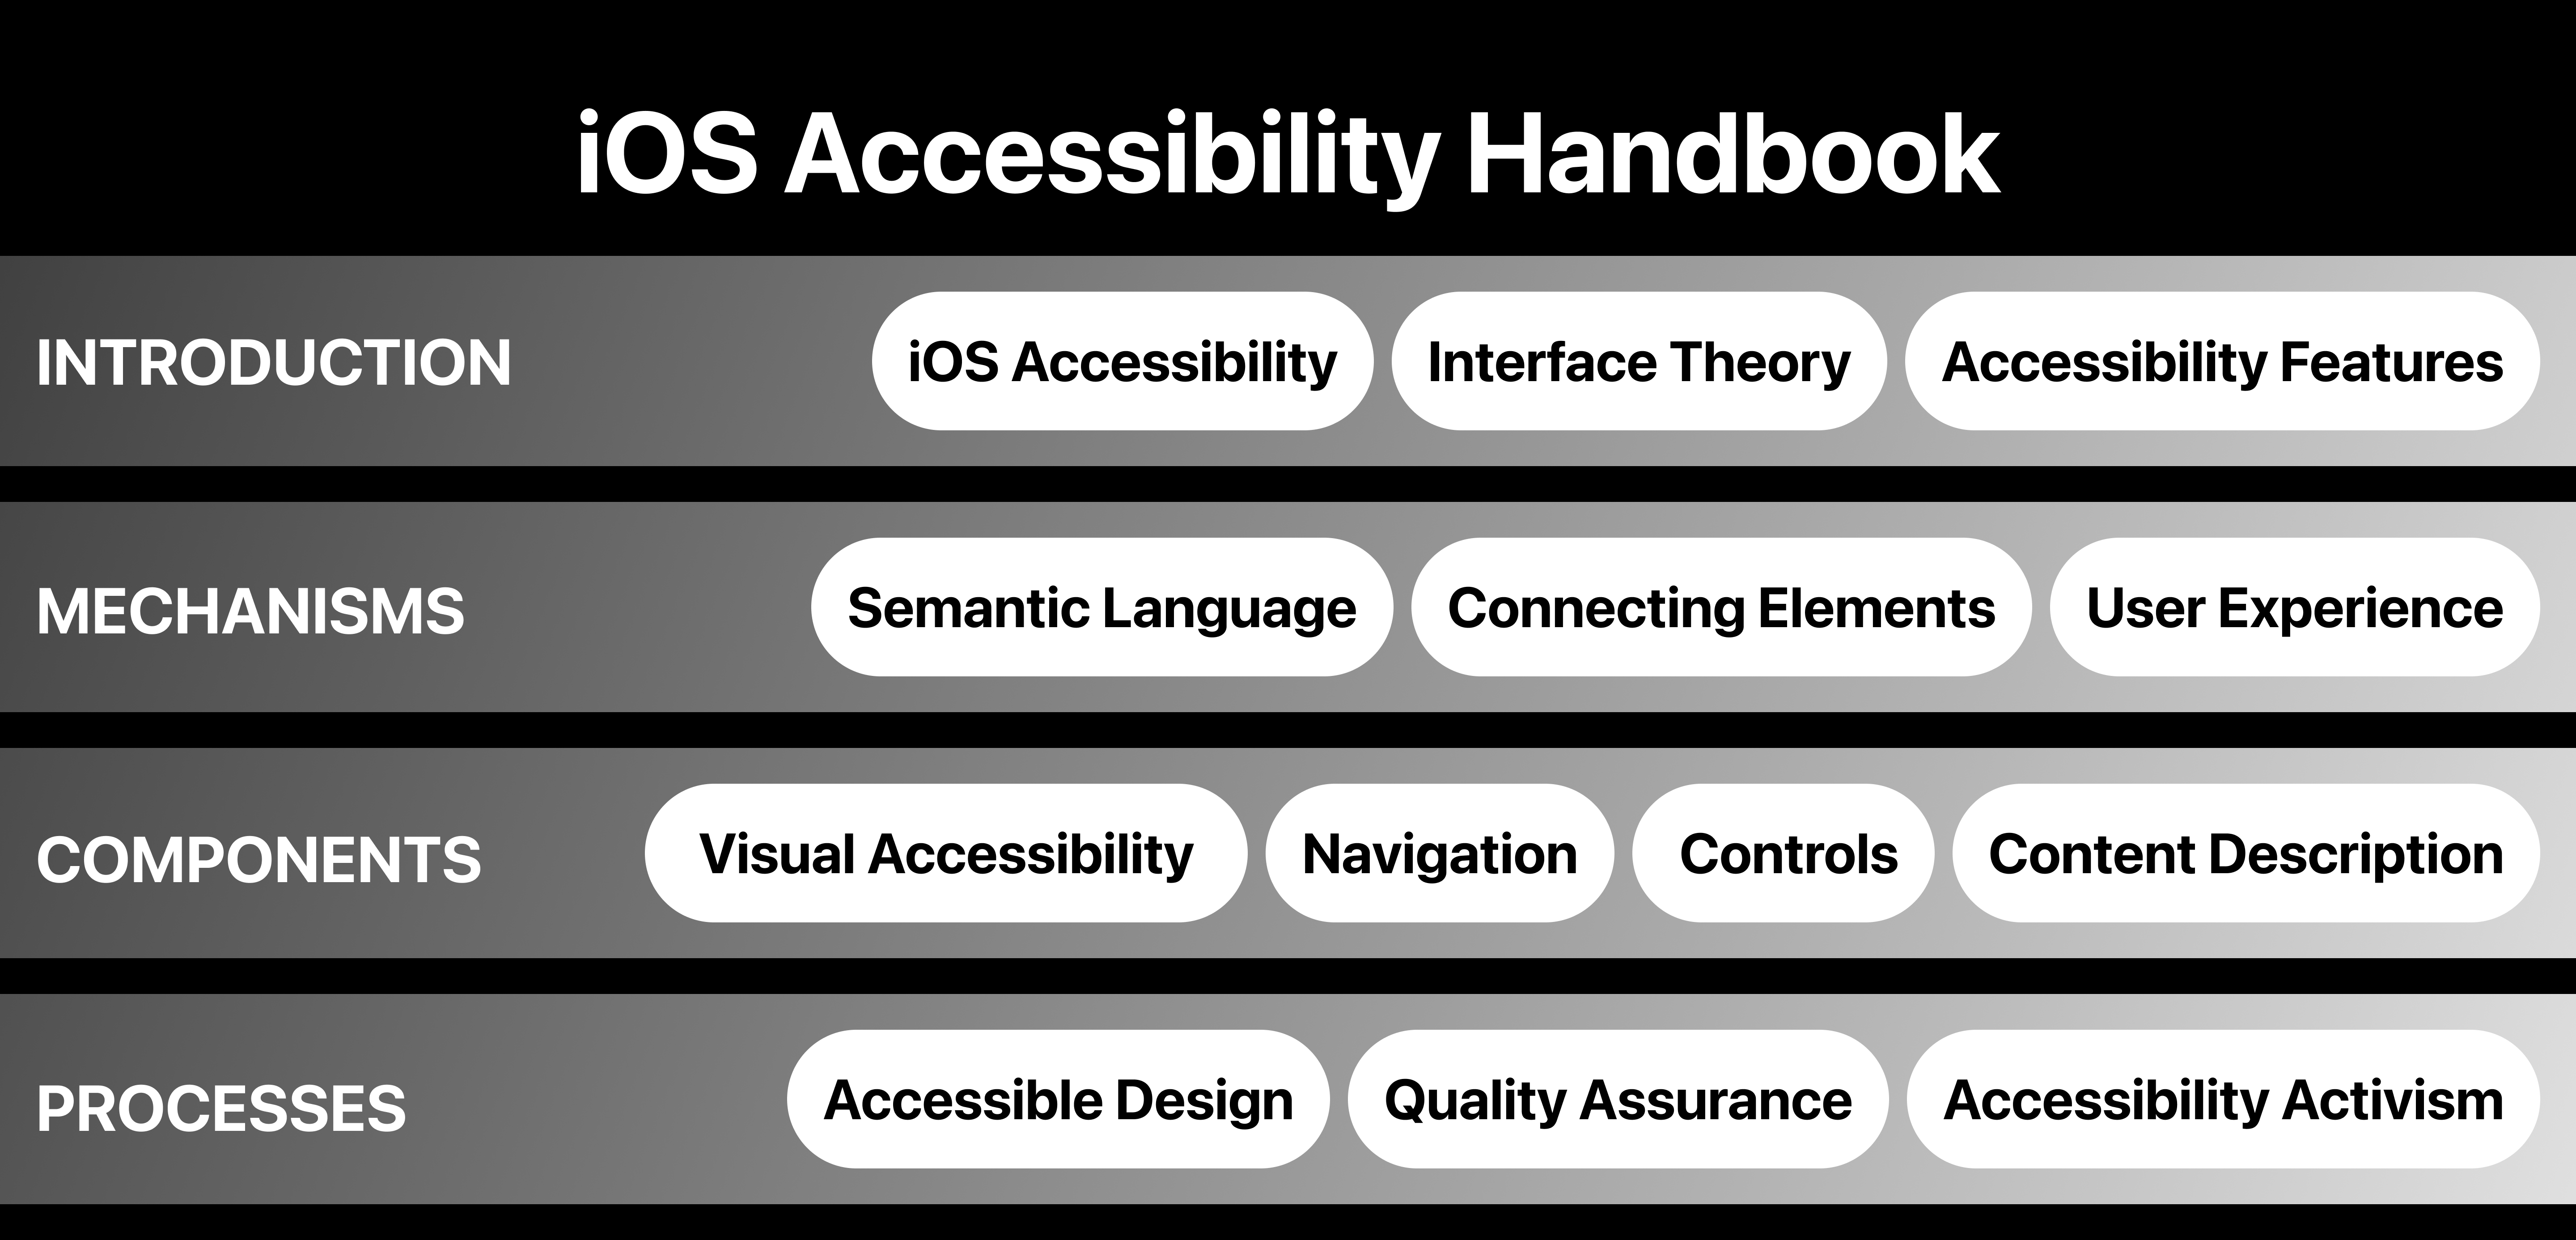 iOS Accessibility Handbook
INTRODUCTION iOS Accessibility Interface Theory Accessibility Features
MECHANISMS Semantic Language Connecting Elements User Experience
COMPONENTS Visual Accessibility Navigation Controls Content Description
PROCESSES Accessible Design Quality Assurance Accessibility Activism